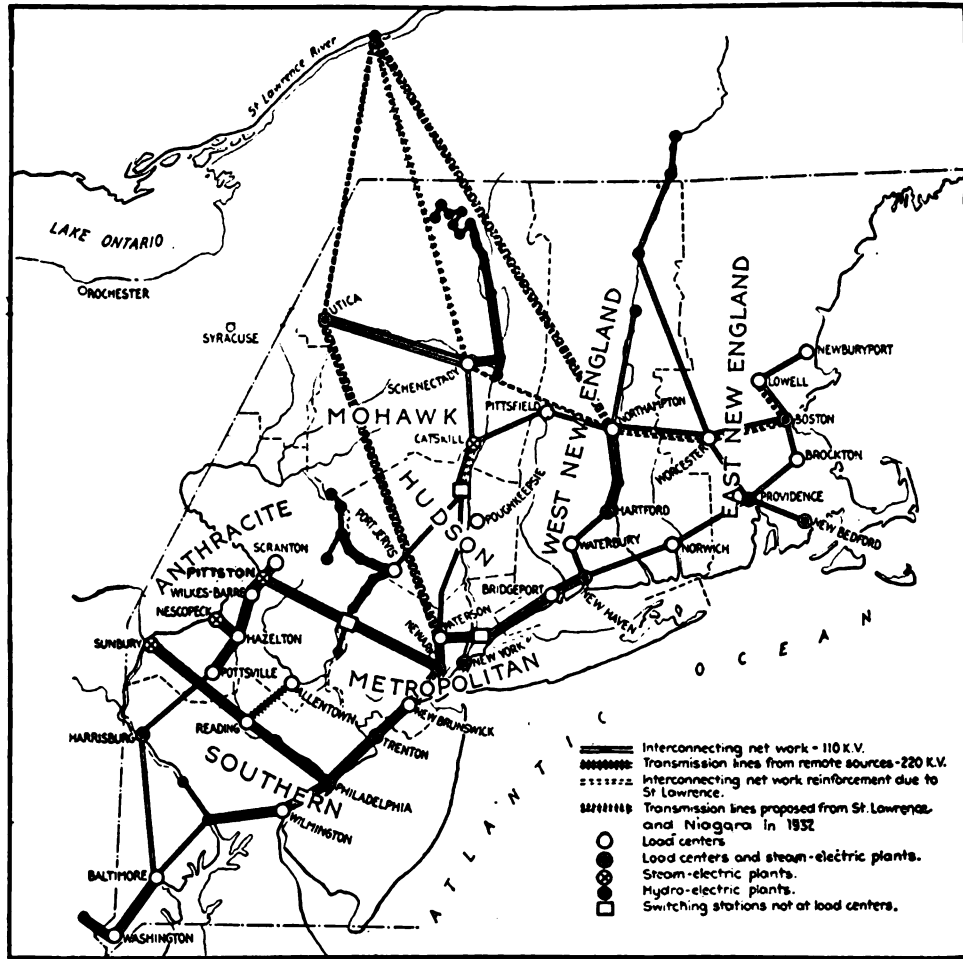 St Lawrence River
LAKE ONTARIO
ROCHESTER
SYRACUSE
UTICA
SCHENECTADY
MOHAWK
PITTSFIELD
CATSKILL
HUDSON
POUGHKEEPSIE
PORT JERVIS
WEST NEW ENGLAND
EAST NEW ENGLAND
NEWBURYPORT
LOWELL
BOSTON
NORTHAMPTON
WORCESTER
BROCKTON
PROVIDENCE
NEW BEDFORD
HARTFORD
WATERBURY
NORWICH
BRIDGEPORT
NEW HAVEN
ANTHRACITE
SCRANTON
PITTSTON
WILKES-BARRE
NESCOPECK
HAZELTON
SUNBURY
POTTSVILLE
PATERSON
NEWARK
NEW YORK
METROPOLITAN
ALLENTOWN
NEW BRUNSWICK
READING
TRENTON
HARRISBURG
SOUTHERN
PHILADELPHIA
WILMINGTON
BALTIMORE
WASHINGTON
ATLANTIC OCEAN
Interconnecting net work - 110 K.V.
Transmission lines from remote sources - 220 K.V.
Interconnecting net work reinforcement due to
St Lawrence.
Transmission lines proposed from St. Lawrence
and Niagara in 1932
Load centers
Load centers and steam-electric plants.
Steam-electric plants.
Hydro-electric plants.
Switching stations not at load centers.